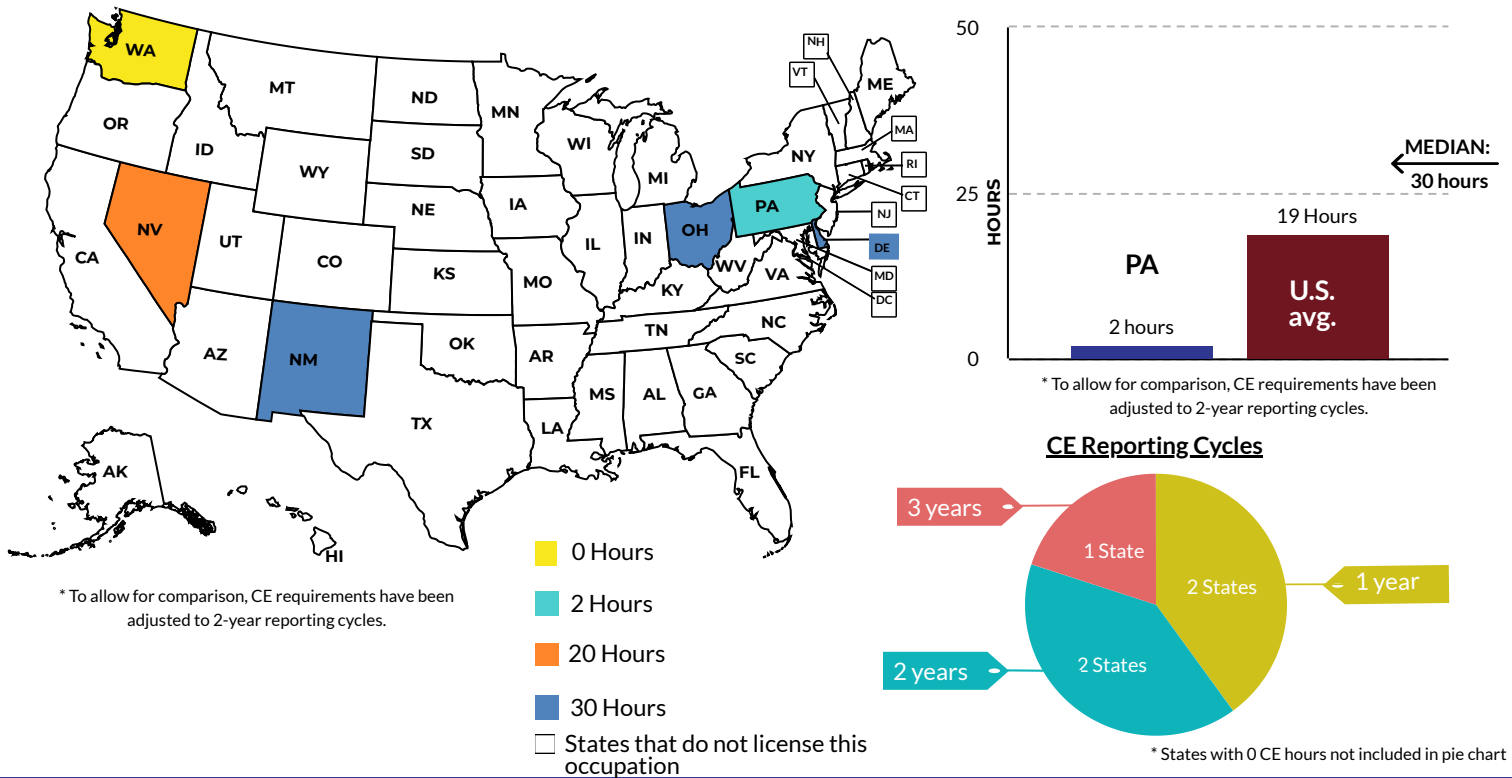 WA
OR
CA
NV
ID
MT
WY
UT
AZ
CO
NM
ND
SD
NE
KS
OK
TX
MN
IA
MO
AR
LA
WI
IL
MS
MI
IN
KY
TN
AL
OH
WV
VA
NC
SC
GA
FL
PA
NY
ME
NH
VT
MA
RI
CT
NJ
DE
MD
DC
AK
HI
* To allow for comparison, CE requirements have been
adjusted to 2-year reporting cycles.
0 Hours
2 Hours
20 Hours
30 Hours
States that do not license this
occupation
50
25
0
HOURS
MEDIAN:
30 hours
PA
2 hours
19 Hours
U.S.
avg.
* To allow for comparison, CE requirements have been
adjusted to 2-year reporting cycles.
CE Reporting Cycles
3 years
1 State
2 States
1 year
2 years
2 States
* States with 0 CE hours not included in pie chart